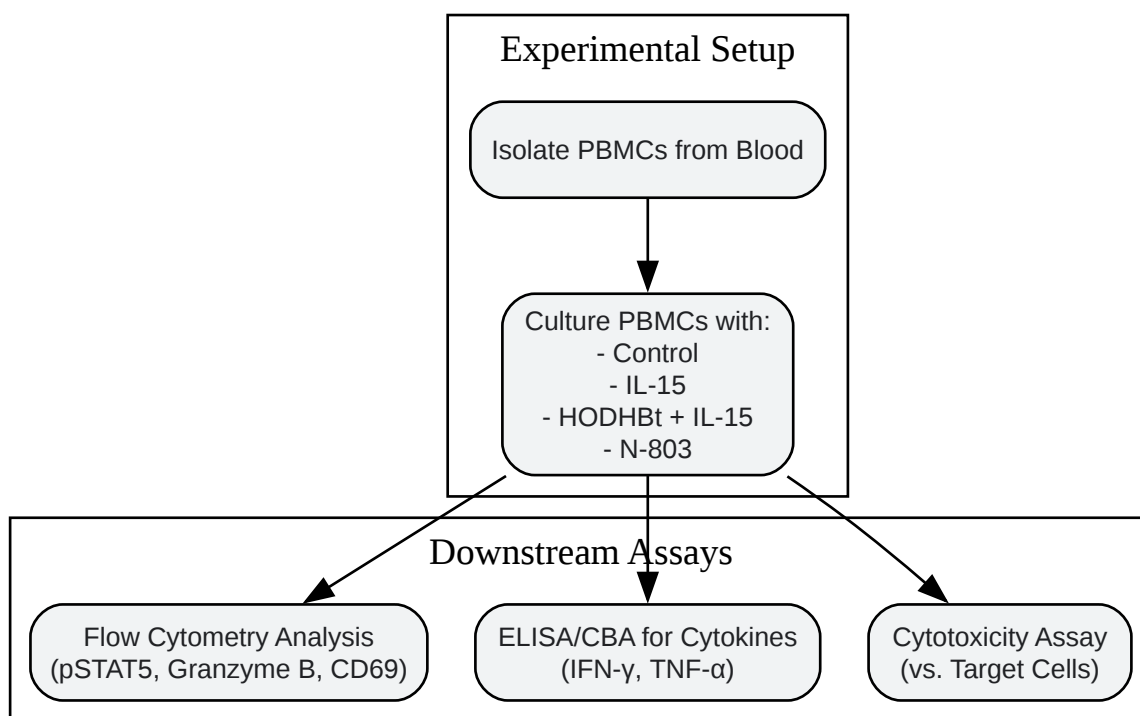 Experimental Setup
Isolate PBMCs from Blood
Culture PBMCs with:
- Control
- IL-15
- HODHBt + IL-15
- N-803
Downstream Assays
Flow Cytometry Analysis
(pSTAT5, Granzyme B, CD69)
ELISA/CBA for Cytokines
(IFN-γ, TNF-α)
Cytotoxicity Assay
(vs. Target Cells)